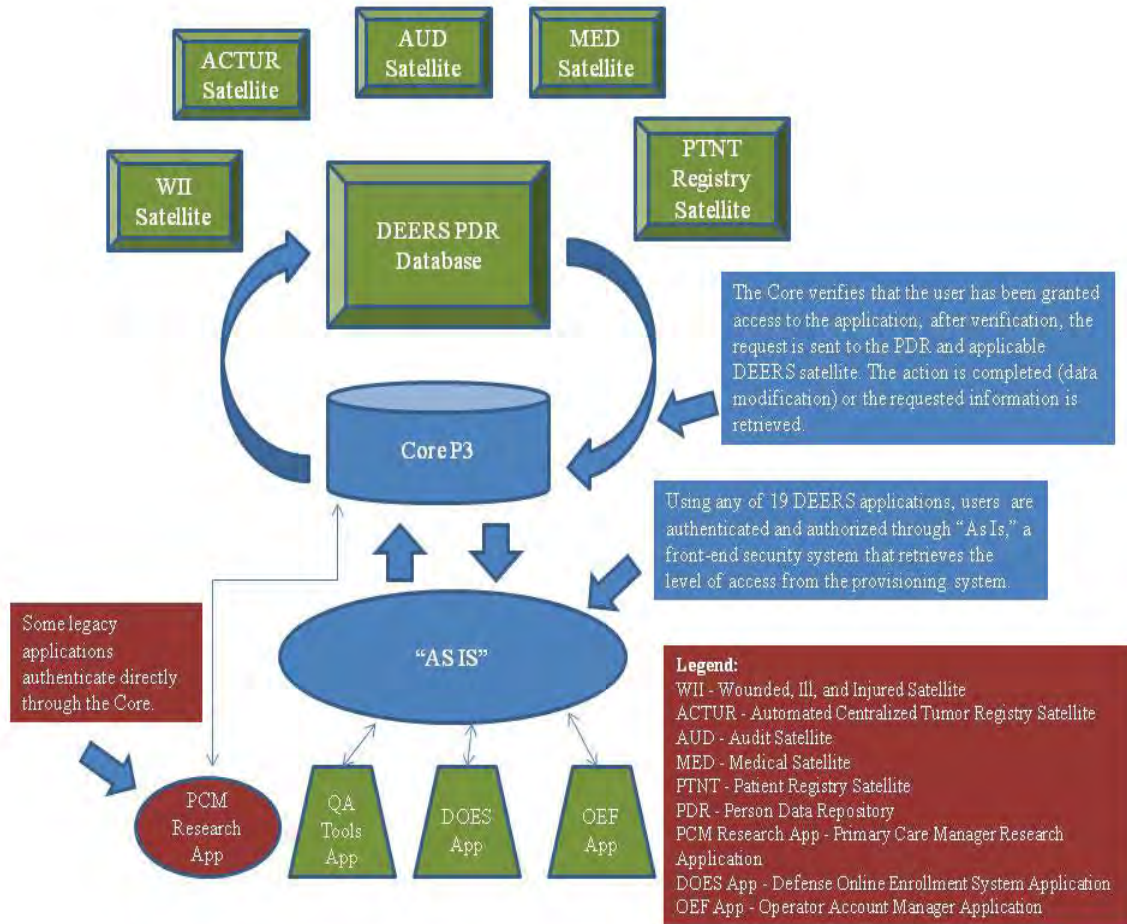 ACTUR
Satellite
AUD
Satellite
MED
Satellite
WII
Satellite
PTNT
Registry
Satellite
DEERS PDR
Database
The Core verifies that the user has been granted
access to the application, after verification, the
request is sent to the PDR and applicable
DEERS satellite. The action is completed (data
modification) or the requested information is
retrieved.
Core P3
Using any of 19 DEERS applications, users are
authenticated and authorized through “As Is,” a
front-end security system that retrieves the
level of access from the provisioning system.
Some legacy
applications
authenticate directly
through the Core.
“AS IS”
PCM
Research
App
QA
Tools
App
DOES
App
OEF
App
Legend:
WII - Wounded, Ill, and Injured Satellite
ACTUR - Automated Centralized Tumor Registry Satellite
AUD - Audit Satellite
MED - Medical Satellite
PTNT - Patient Registry Satellite
PDR - Person Data Repository
PCM Research App - Primary Care Manager Research
Application
DOES App - Defense Online Enrollment System Application
OEF App - Operator Account Manager Application